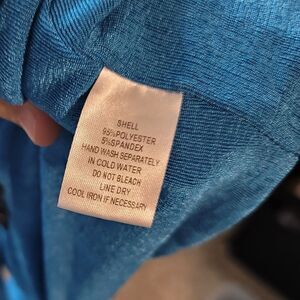 SHELL
95%POLYESTER
5%SPANDEX
HAND WASH SEPARATELY
IN COLD WATER
DO NOT BLEACH
LINE DRY
COOL IRON IF NECESSARY